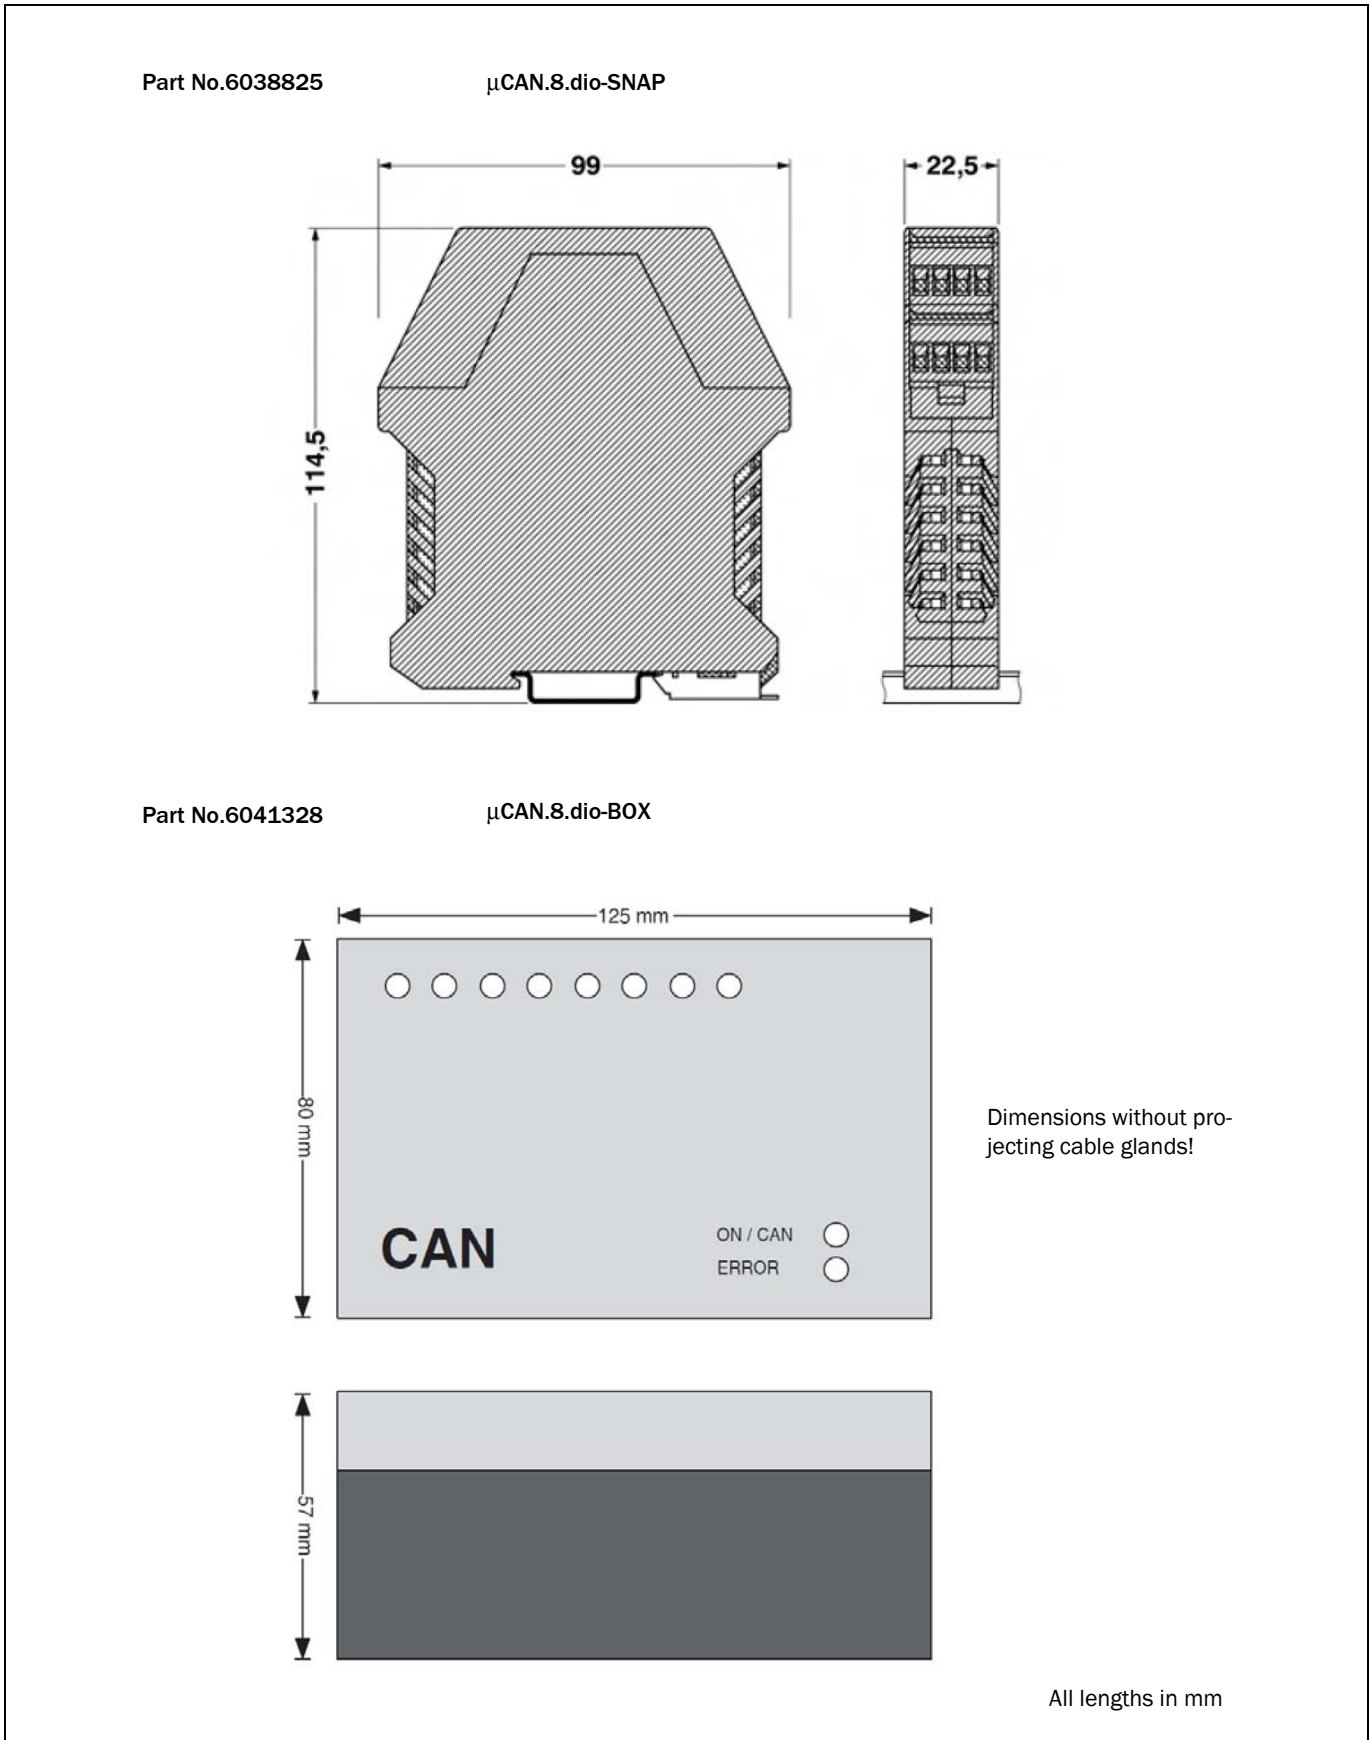 Part No.6038825 μCAN.8.dio-SNAP
99
22,5
114,5
Part No.6041328 μCAN.8.dio-BOX
125 mm
80 mm
Dimensions without pro-
jecting cable glands!
CAN
ON / CAN
ERROR
57 mm
All lengths in mm